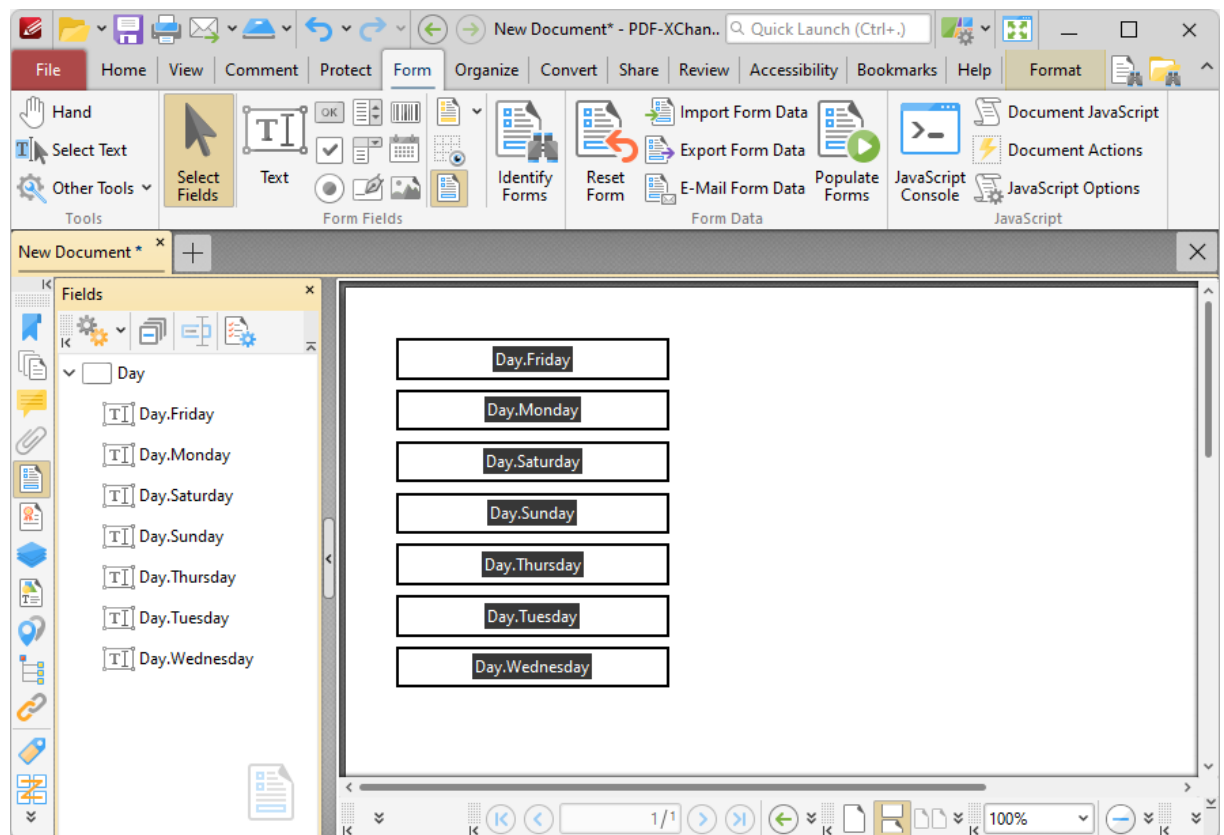 New Document* - PDF-XChan.. Quick Launch (Ctrl+.)
File Home View Comment Protect Form Organize Convert Share Review Accessibility Bookmarks Help Format
Hand
Select Text
Other Tools
Tools
Select Fields
Text
OK
Form Fields
Identify Forms
Reset Form
Import Form Data
Export Form Data
E-Mail Form Data
Populate Forms
Form Data
JavaScript Console
Document JavaScript
Document Actions
JavaScript Options
JavaScript
New Document *
Fields
Day
Day.Friday
Day.Monday
Day.Saturday
Day.Sunday
Day.Thursday
Day.Tuesday
Day.Wednesday
Day.Friday
Day.Monday
Day.Saturday
Day.Sunday
Day.Thursday
Day.Tuesday
Day.Wednesday
1/1
100%